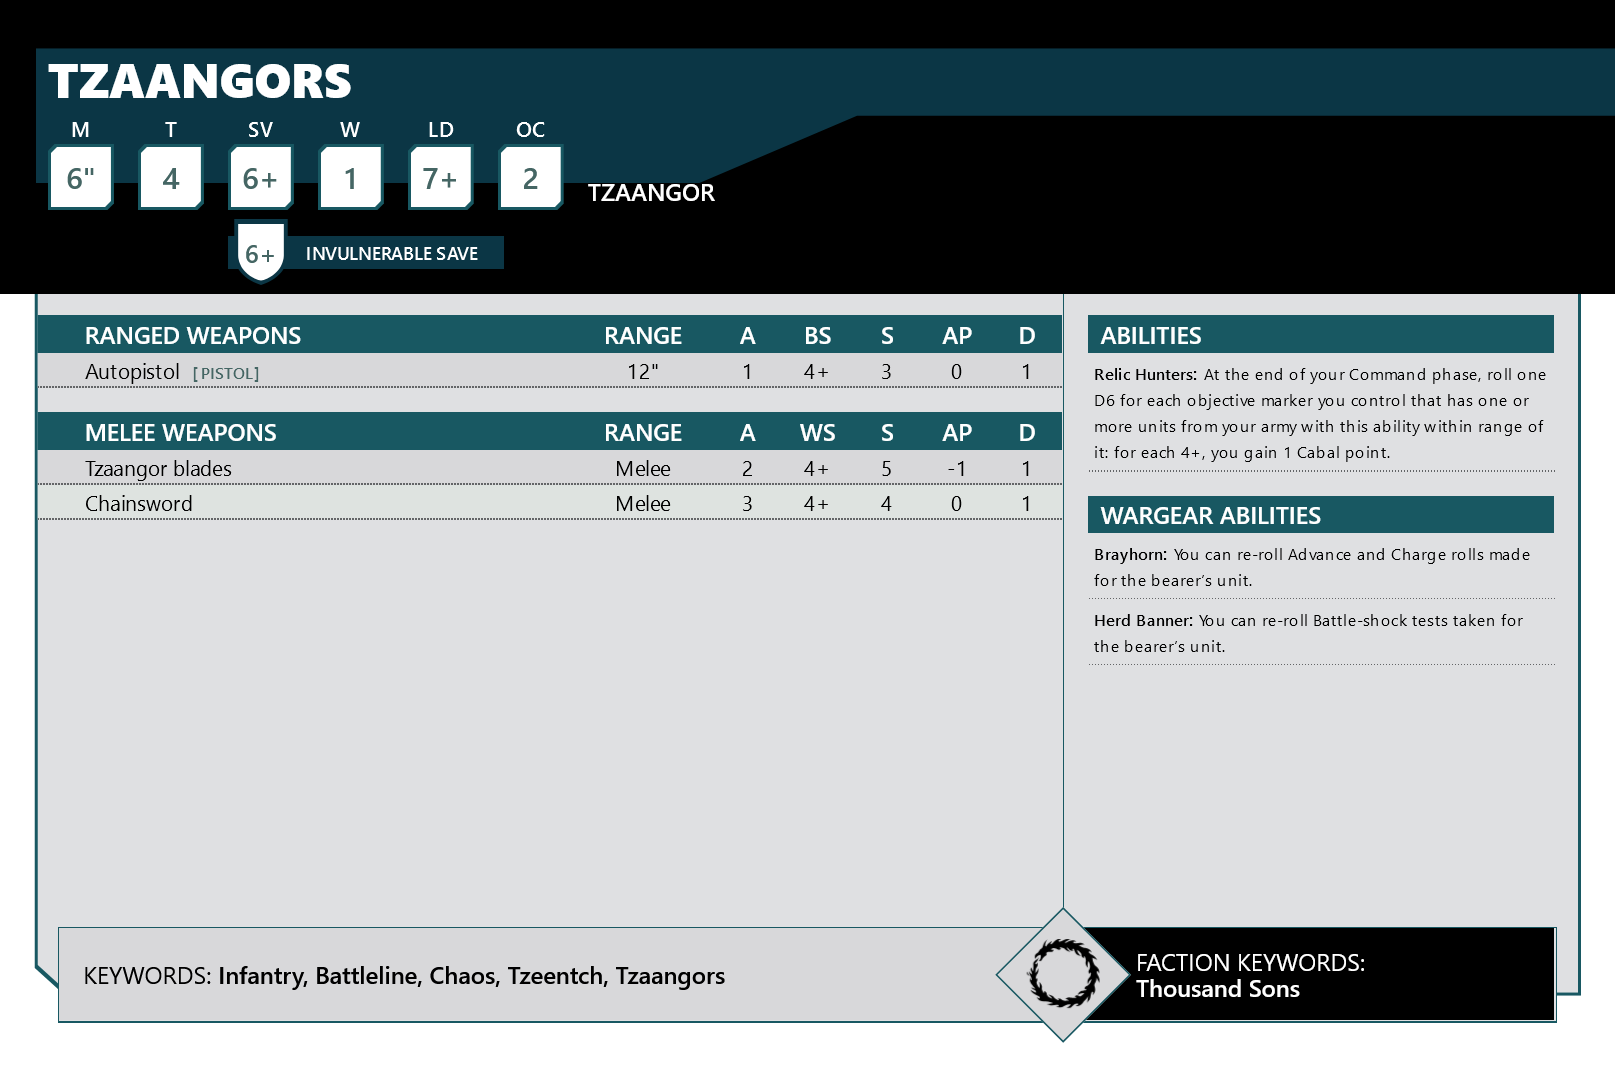 TZAANGORS
M T SV W LD OC
6" 4 6+ 1 7+ 2 TZAANGOR
6+ INVULNERABLE SAVE
RANGED WEAPONS RANGE A BS S AP D
Autopistol [PISTOL] 12" 1 4+ 3 0 1
MELEE WEAPONS RANGE A WS S AP D
Tzaangor blades Melee 2 4+ 5 -1 1
Chainsword Melee 3 4+ 4 0 1
ABILITIES
Relic Hunters: At the end of your Command phase, roll one
D6 for each objective marker you control that has one or
more units from your army with this ability within range of
it: for each 4+, you gain 1 Cabal point.
WARGEAR ABILITIES
Brayhorn: You can re-roll Advance and Charge rolls made
for the bearer’s unit.
Herd Banner: You can re-roll Battle-shock tests taken for
the bearer’s unit.
KEYWORDS: Infantry, Battleline, Chaos, Tzeentch, Tzaangors
FACTION KEYWORDS:
Thousand Sons